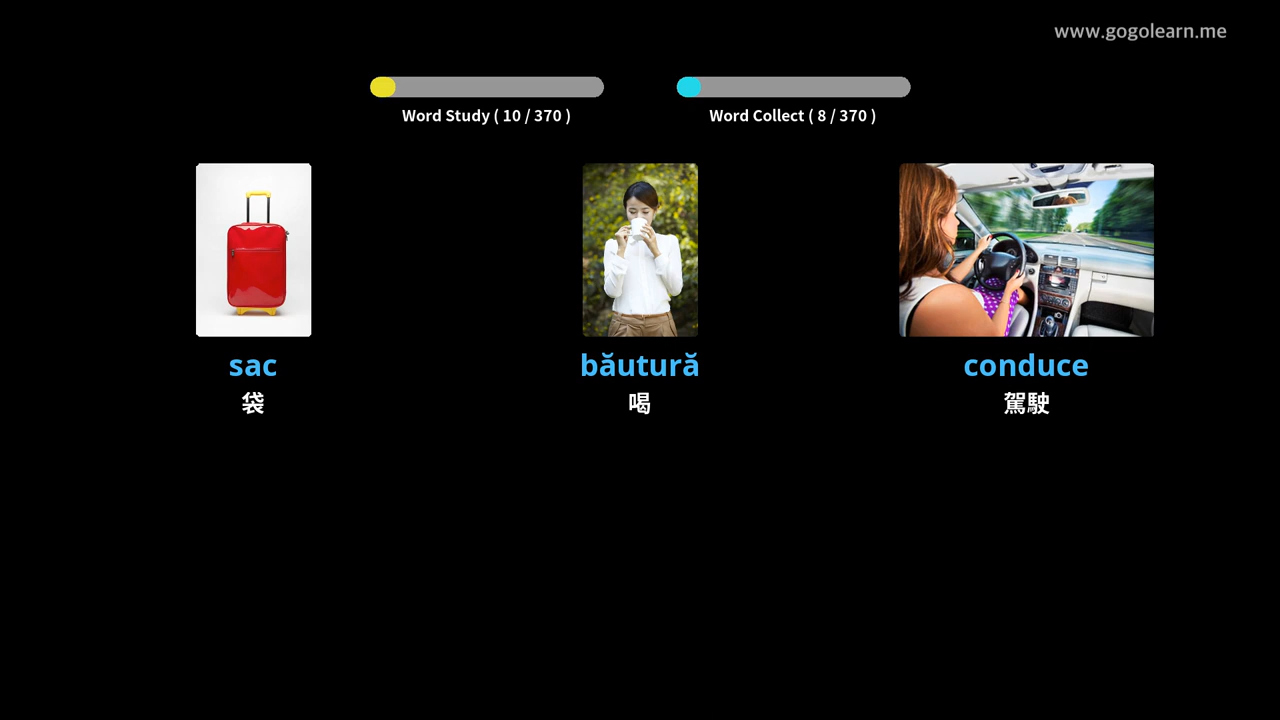 www.gogolearn.me
Word Study ( 10 / 370 )
Word Collect ( 8 / 370 )
sac
băutură
conduce
袋
喝
駕駛